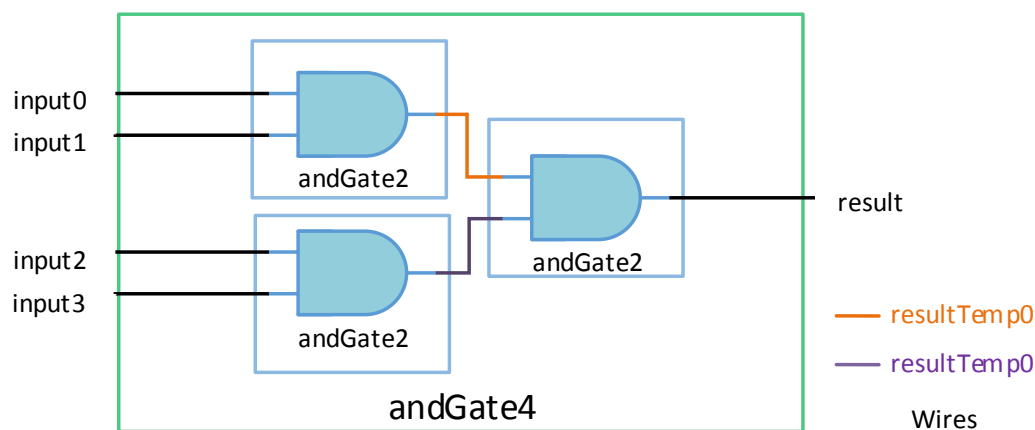 input0
input1
andGate2
input2
input3
andGate2
andGate2
result
resultTemp0
resultTemp0
Wires
andGate4